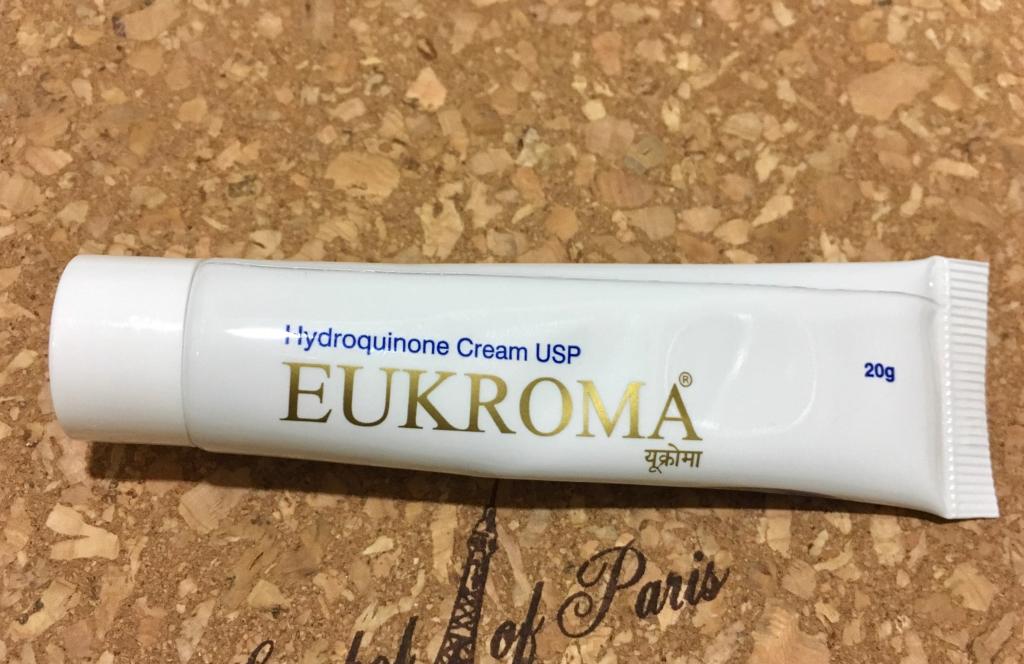 Hydroquinone Cream USP
EUKROMA®
यूक्रोमा
20g
of Paris